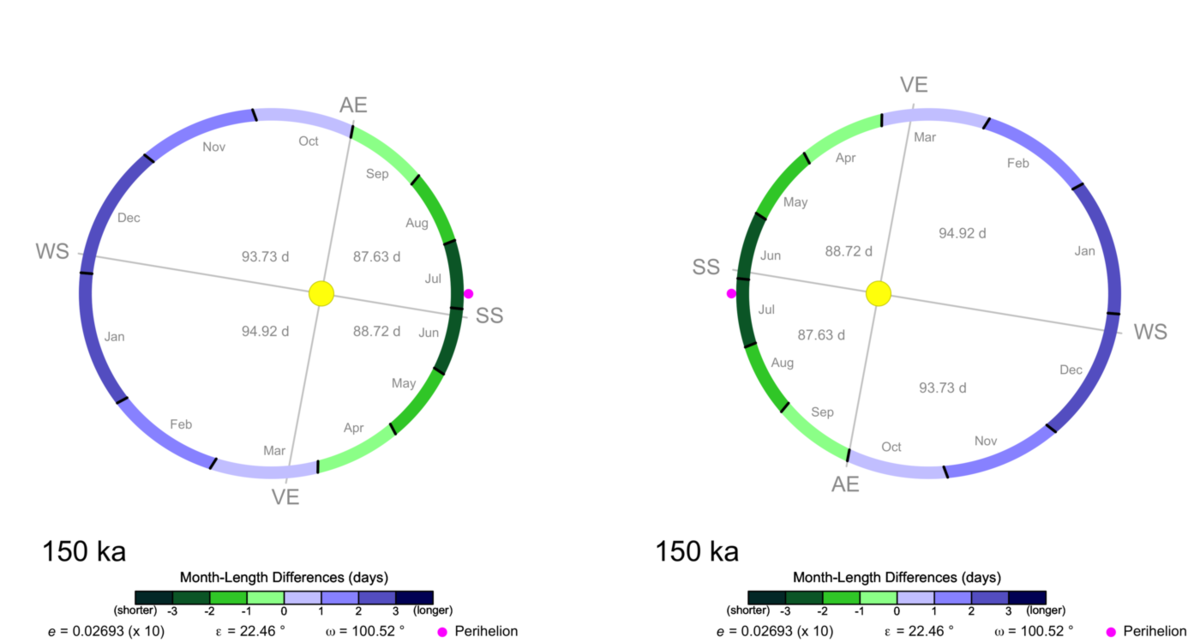 AE
Oct
Nov
Sep
Dec
Aug
WS
93.73 d
87.63 d
Jul
SS
94.92 d
88.72 d
Jun
Jan
May
Feb
Apr
Mar
VE
150 ka
Month-Length Differences (days)
(shorter) -3 -2 -1 0 1 2 3 (longer)
e = 0.02693 (x 10) ε = 22.46 ° ω = 100.52 ° Perihelion
VE
Mar
Apr
Feb
May
94.92 d
88.72 d
Jun
Jan
SS
Jul
87.63 d
WS
Aug
Dec
93.73 d
Sep
Oct
Nov
AE
150 ka
Month-Length Differences (days)
(shorter) -3 -2 -1 0 1 2 3 (longer)
e = 0.02693 (x 10) ε = 22.46 ° ω = 100.52 ° Perihelion